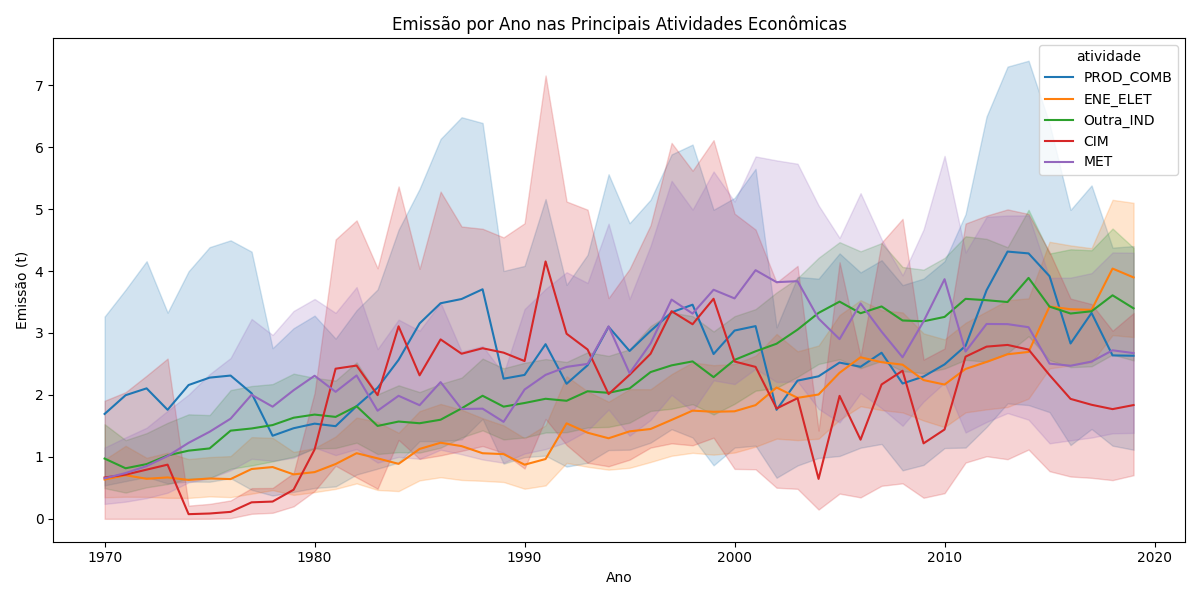 Emissão por Ano nas Principais Atividades Econômicas
atividade
PROD_COMB
ENE_ELET
Outra_IND
CIM
MET
Emissão (t)
7
6
5
4
3
2
1
0
1970
1980
1990
2000
2010
2020
Ano